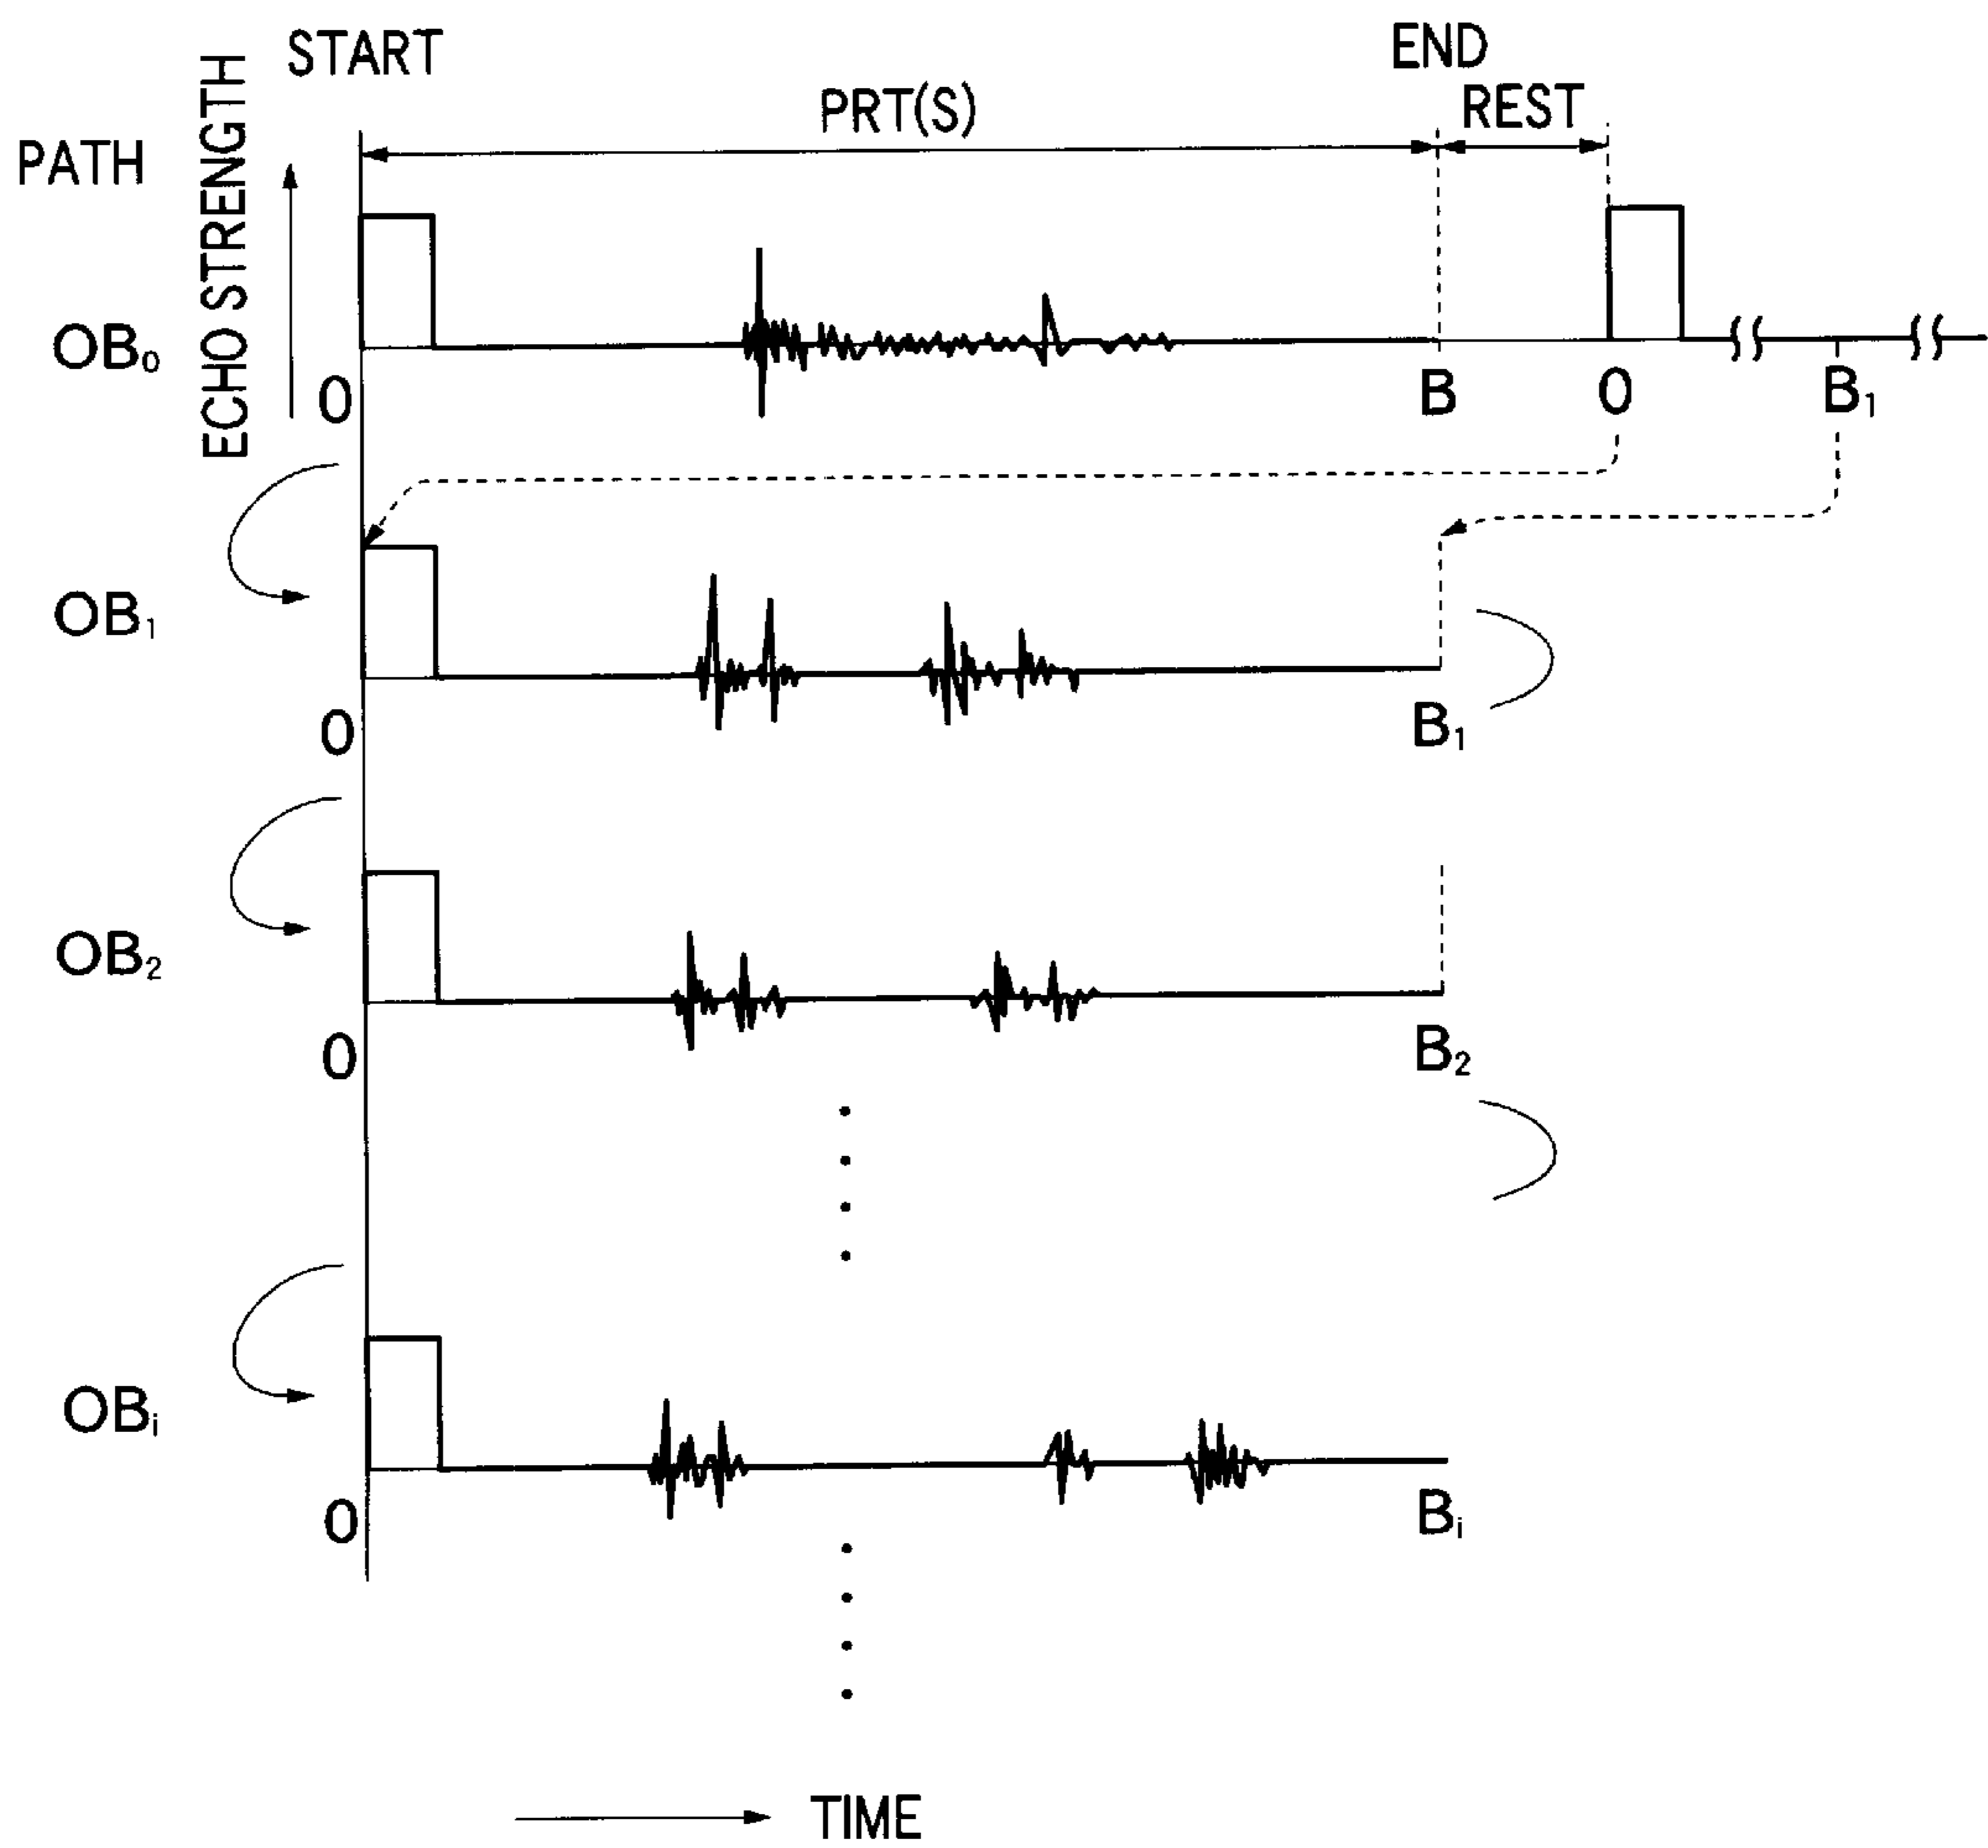 START
END
PRT(S)
REST
PATH
ECHO STRENGTH
OB₀
0
B
0
B₁
OB₁
0
B₁
OB₂
0
B₂
OBᵢ
0
Bᵢ
TIME